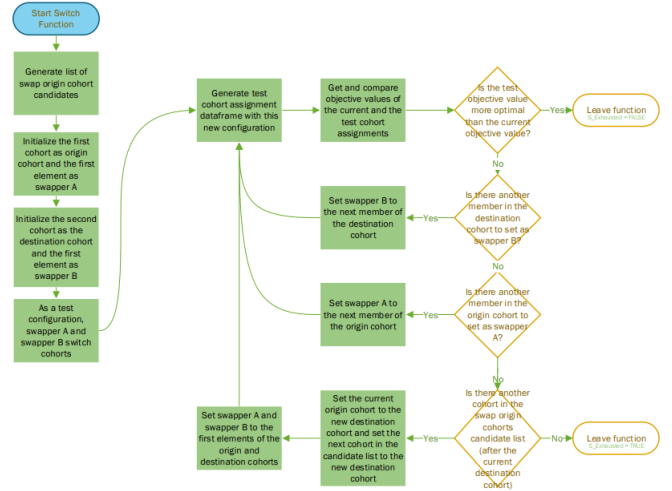 Start Switch
Function
Generate list of
swap origin cohort
candidates
Initialize the first
cohort as origin
cohort and the first
element as
swapper A
Initialize the second
cohort as the
destination cohort
and the first
element as
swapper B
As a test
configuration,
swapper A and
swapper B switch
cohorts
Generate test
cohort assignment
dataframe with this
new configuration
Get and compare
objective values of
the current and the
test cohort
assignments
Is the test
objective value
more optimal
than the current
objective value?
Yes
Leave function
S_Exhausted = FALSE
No
Is there another
member in the
destination
cohort to set as
swapper B?
Yes
Set swapper B to
the next member of
the destination
cohort
No
Is there another
member in the
origin cohort to
set as swapper
A?
Yes
Set swapper A to
the next member of
the origin cohort
No
Is there another
cohort in the
swap origin
cohorts
candidate list
(after the
current
destination
cohort)
No
Leave function
S_Exhausted = TRUE
Yes
Set the current
origin cohort to the
new destination
cohort and set the
next cohort in the
candidate list to the
new destination
cohort
Set swapper A and
swapper B to the
first elements of the
origin and
destination cohorts